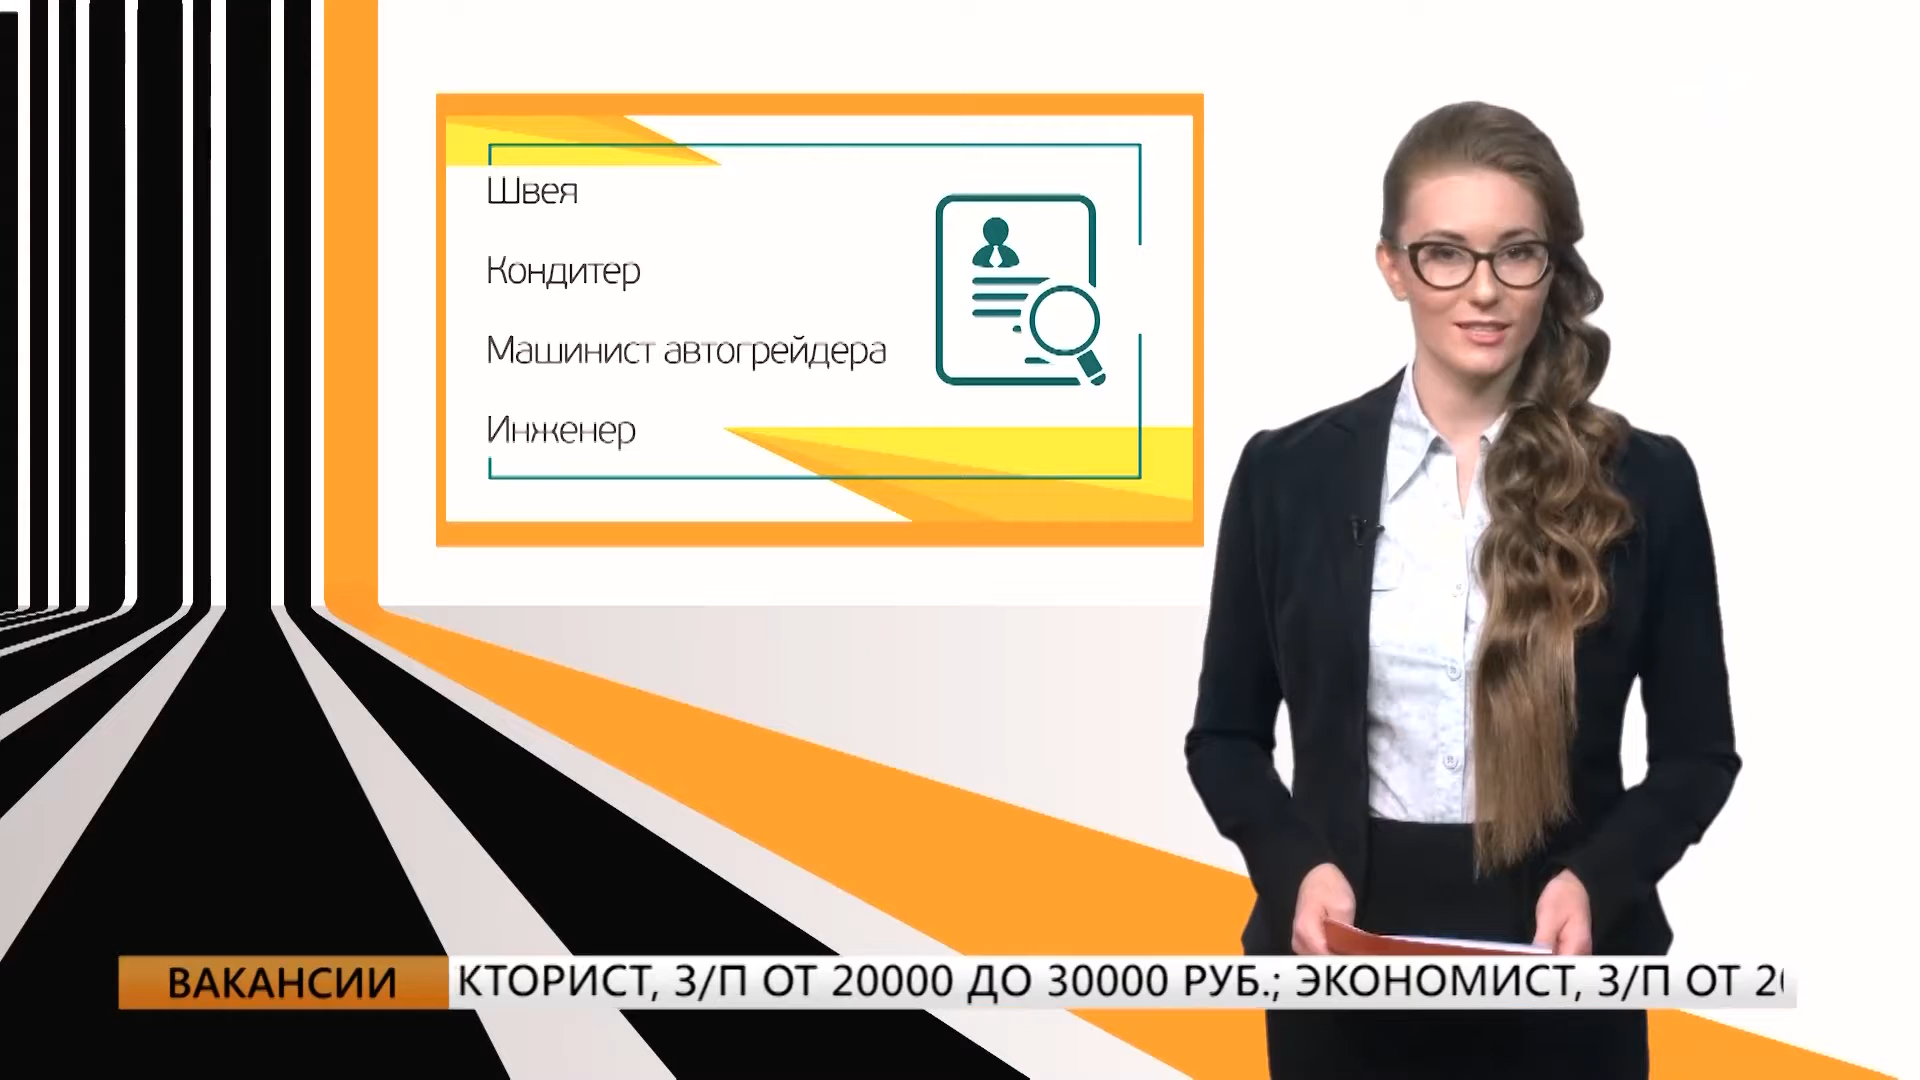 Швея
Кондитер
Машинист автогрейдера
Инженер
ВАКАНСИИ
КТОРИСТ, З/П ОТ 20000 ДО 30000 РУБ.; ЭКОНОМИСТ, З/П ОТ